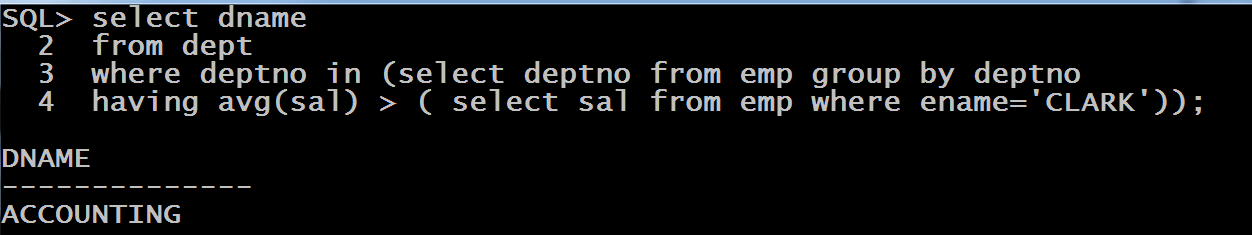 SQL> select dname
  2  from dept
  3  where deptno in (select deptno from emp group by deptno
  4  having avg(sal) > ( select sal from emp where ename='CLARK'));
DNAME
--------------
ACCOUNTING